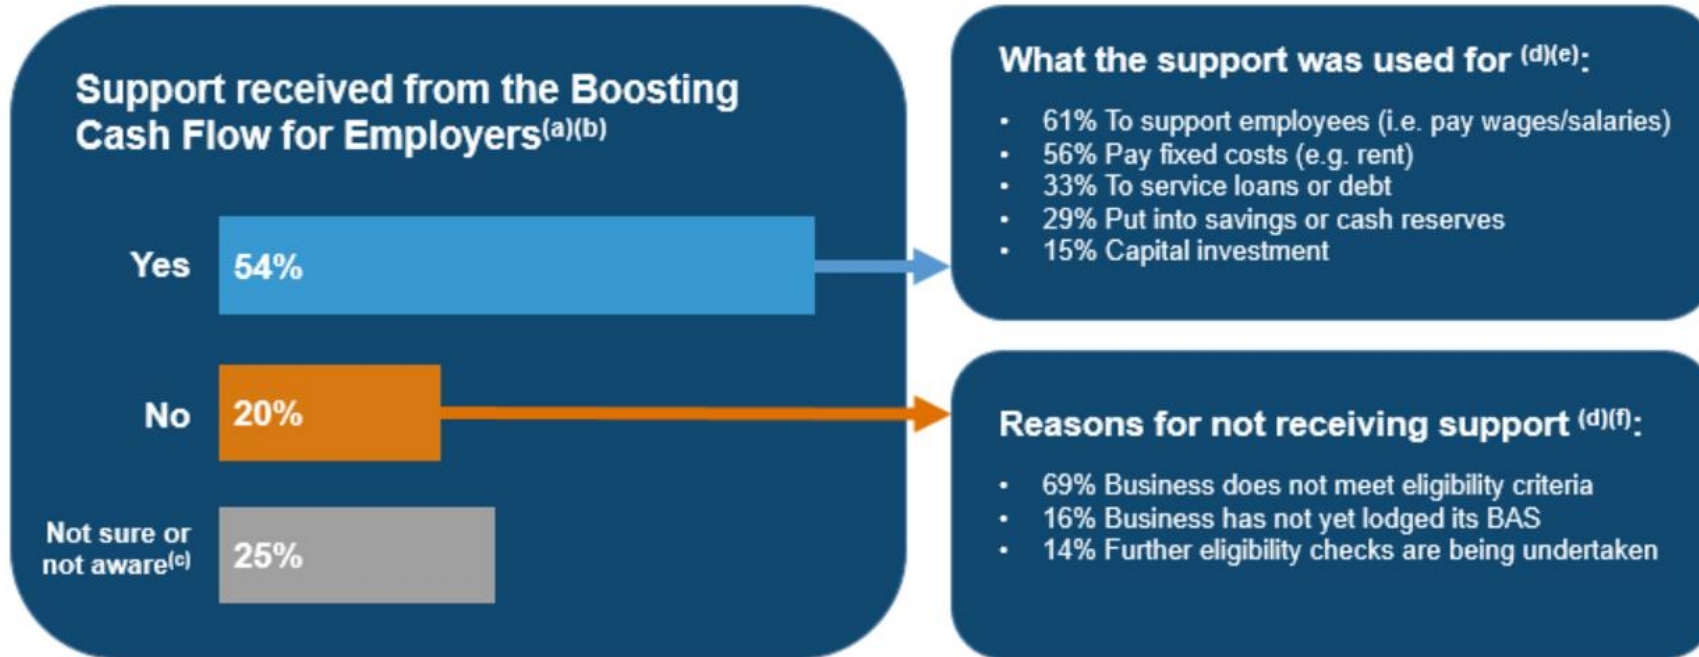 Support received from the Boosting
Cash Flow for Employers(a)(b)
Yes
54%
No
20%
Not sure or
not aware(c)
25%
What the support was used for (d)(e):
• 61% To support employees (i.e. pay wages/salaries)
• 56% Pay fixed costs (e.g. rent)
• 33% To service loans or debt
• 29% Put into savings or cash reserves
• 15% Capital investment
Reasons for not receiving support (d)(f):
• 69% Business does not meet eligibility criteria
• 16% Business has not yet lodged its BAS
• 14% Further eligibility checks are being undertaken